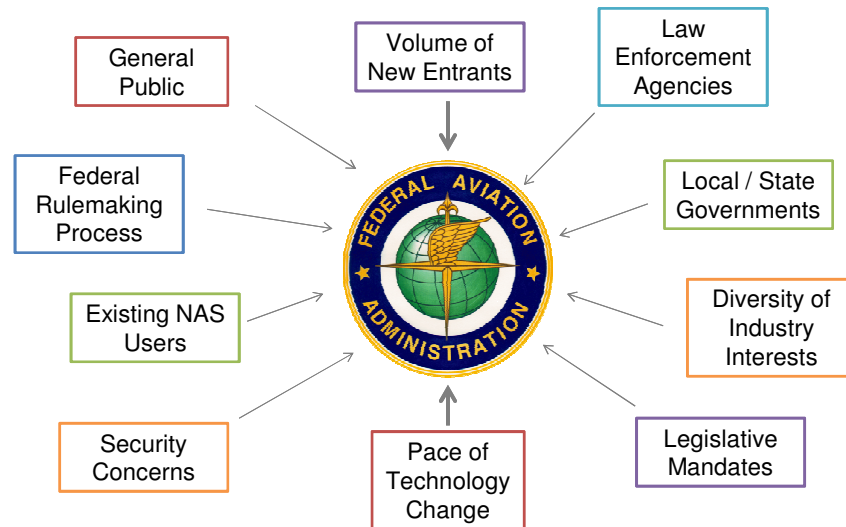 General
Public
Volume of
New Entrants
Law
Enforcement
Agencies
Federal
Rulemaking
Process
FEDERAL AVIATION
ADMINISTRATION
Local / State
Governments
Existing NAS
Users
Diversity of
Industry
Interests
Security
Concerns
Pace of
Technology
Change
Legislative
Mandates